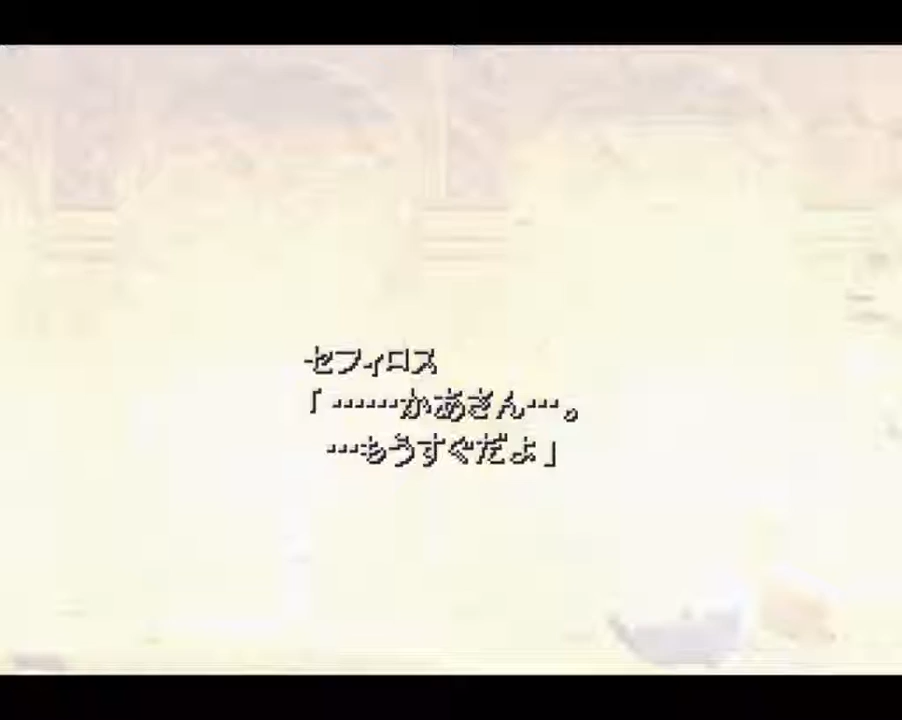 セフィロス
「……かあさん…。
…もうすぐだよ」